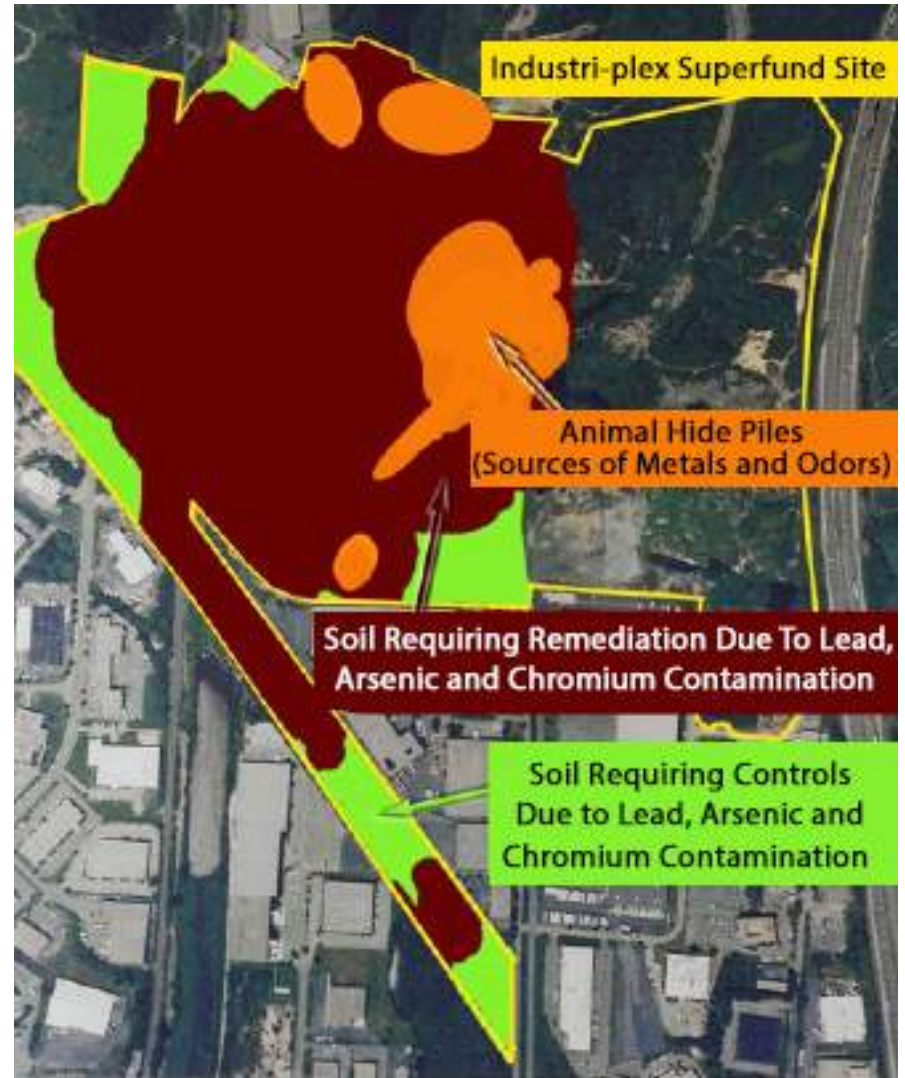 Industri-plex Superfund Site
Animal Hide Piles
(Sources of Metals and Odors)
Soil Requiring Remediation Due To Lead,
Arsenic and Chromium Contamination
Soil Requiring Controls
Due to Lead, Arsenic and
Chromium Contamination